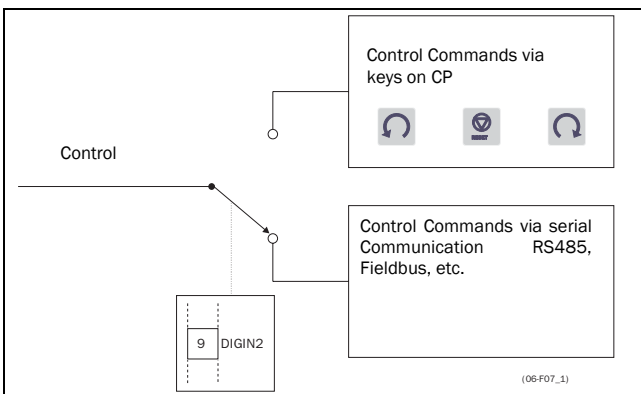 Control Commands via
keys on CP
Control
Control Commands via serial
Communication RS485,
Fieldbus, etc.
9 DIGIN2
(06-F07_1)